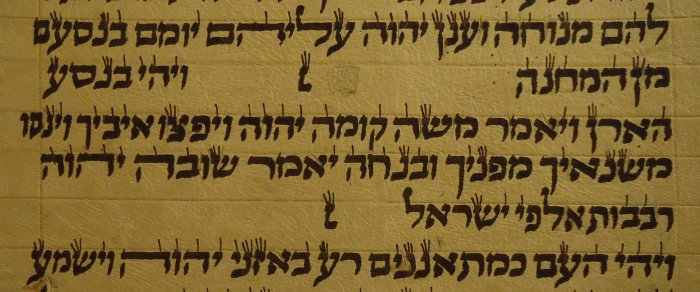 להם מנוחה וענן יהוה עליהם יומם בנסעם
מן המחנה ׆ ויהי בנסע
הארן ויאמר משה קומה יהוה ויפצו איביך וינסו
משנאיך מפניך ובנחה יאמר שובה יהוה
רבבות אלפי ישראל ׆
ויהי העם כמתאננים רע באזני יהוה וישמע